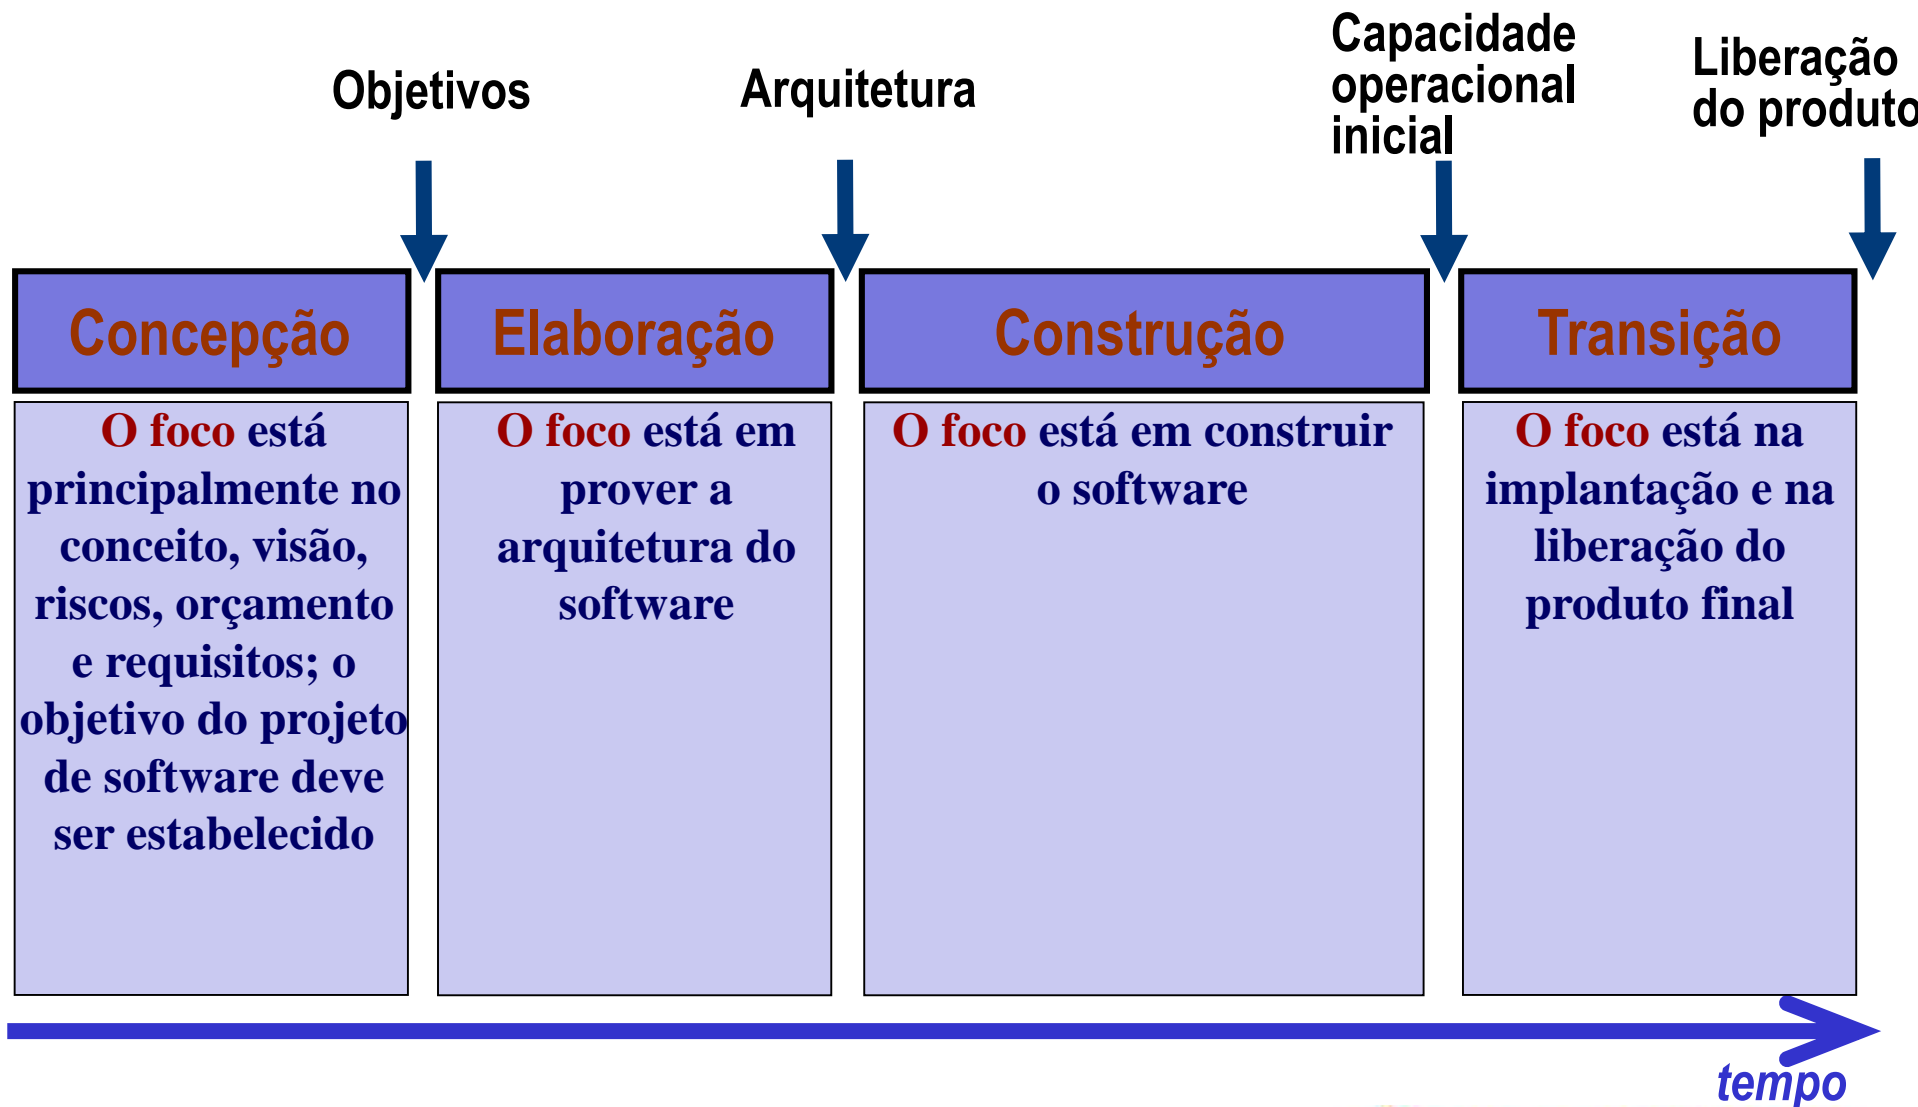 Objetivos
Arquitetura
Capacidade
operacional
inicial
Liberação
do produto
Concepção
Elaboração
Construção
Transição
O foco está
principalmente no
conceito, visão,
riscos, orçamento
e requisitos; o
objetivo do projeto
de software deve
ser estabelecido
O foco está em
prover a
arquitetura do
software
O foco está em construir
o software
O foco está na
implantação e na
liberação do
produto final
tempo